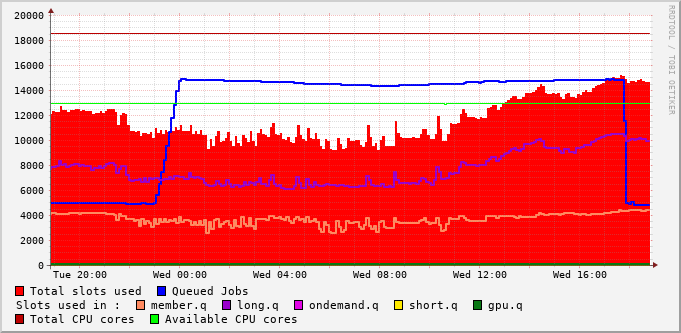 20000
18000
16000
14000
12000
10000
8000
6000
4000
2000
0
Tue 20:00 Wed 00:00 Wed 04:00 Wed 08:00 Wed 12:00 Wed 16:00
Total slots used Queued Jobs
Slots used in : member.q long.q ondemand.q short.q gpu.q
Total CPU cores Available CPU cores
RRDTOOL / TOBI OETIKER